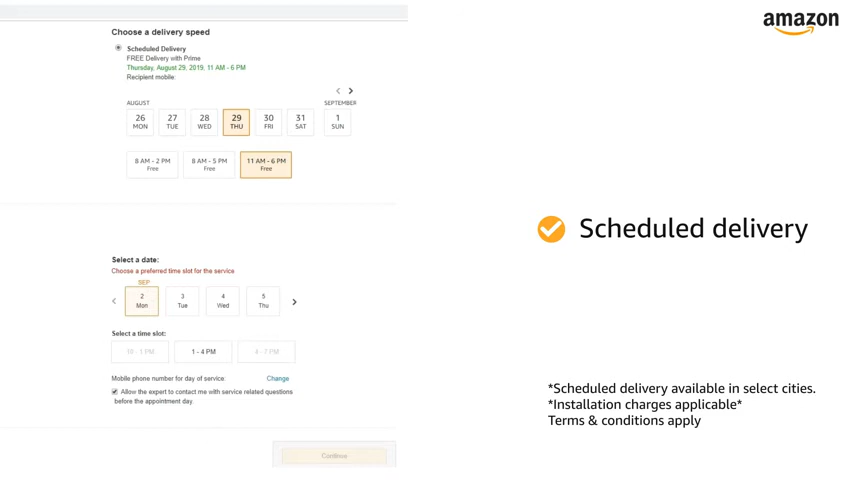 amazon
Choose a delivery speed
Scheduled Delivery
FREE Delivery with Prime
Thursday, August 29, 2019, 11 AM - 6 PM
Recipient mobile:
AUGUST SEPTEMBER
26 27 28 29 30 31 1
MON TUE WED THU FRI SAT SUN
8 AM - 2 PM 8 AM - 5 PM 11 AM - 6 PM
Free Free Free
Scheduled delivery
Select a date:
Choose a preferred time slot for the service
SEP
2 3 4 5
Mon Tue Wed Thu
Select a time slot:
10 - 1 PM 1 - 4 PM 4 - 7 PM
Mobile phone number for day of service: Change
Allow the expert to contact me with service related questions
before the appointment day.
Continue
*Scheduled delivery available in select cities.
*Installation charges applicable*
Terms & conditions apply